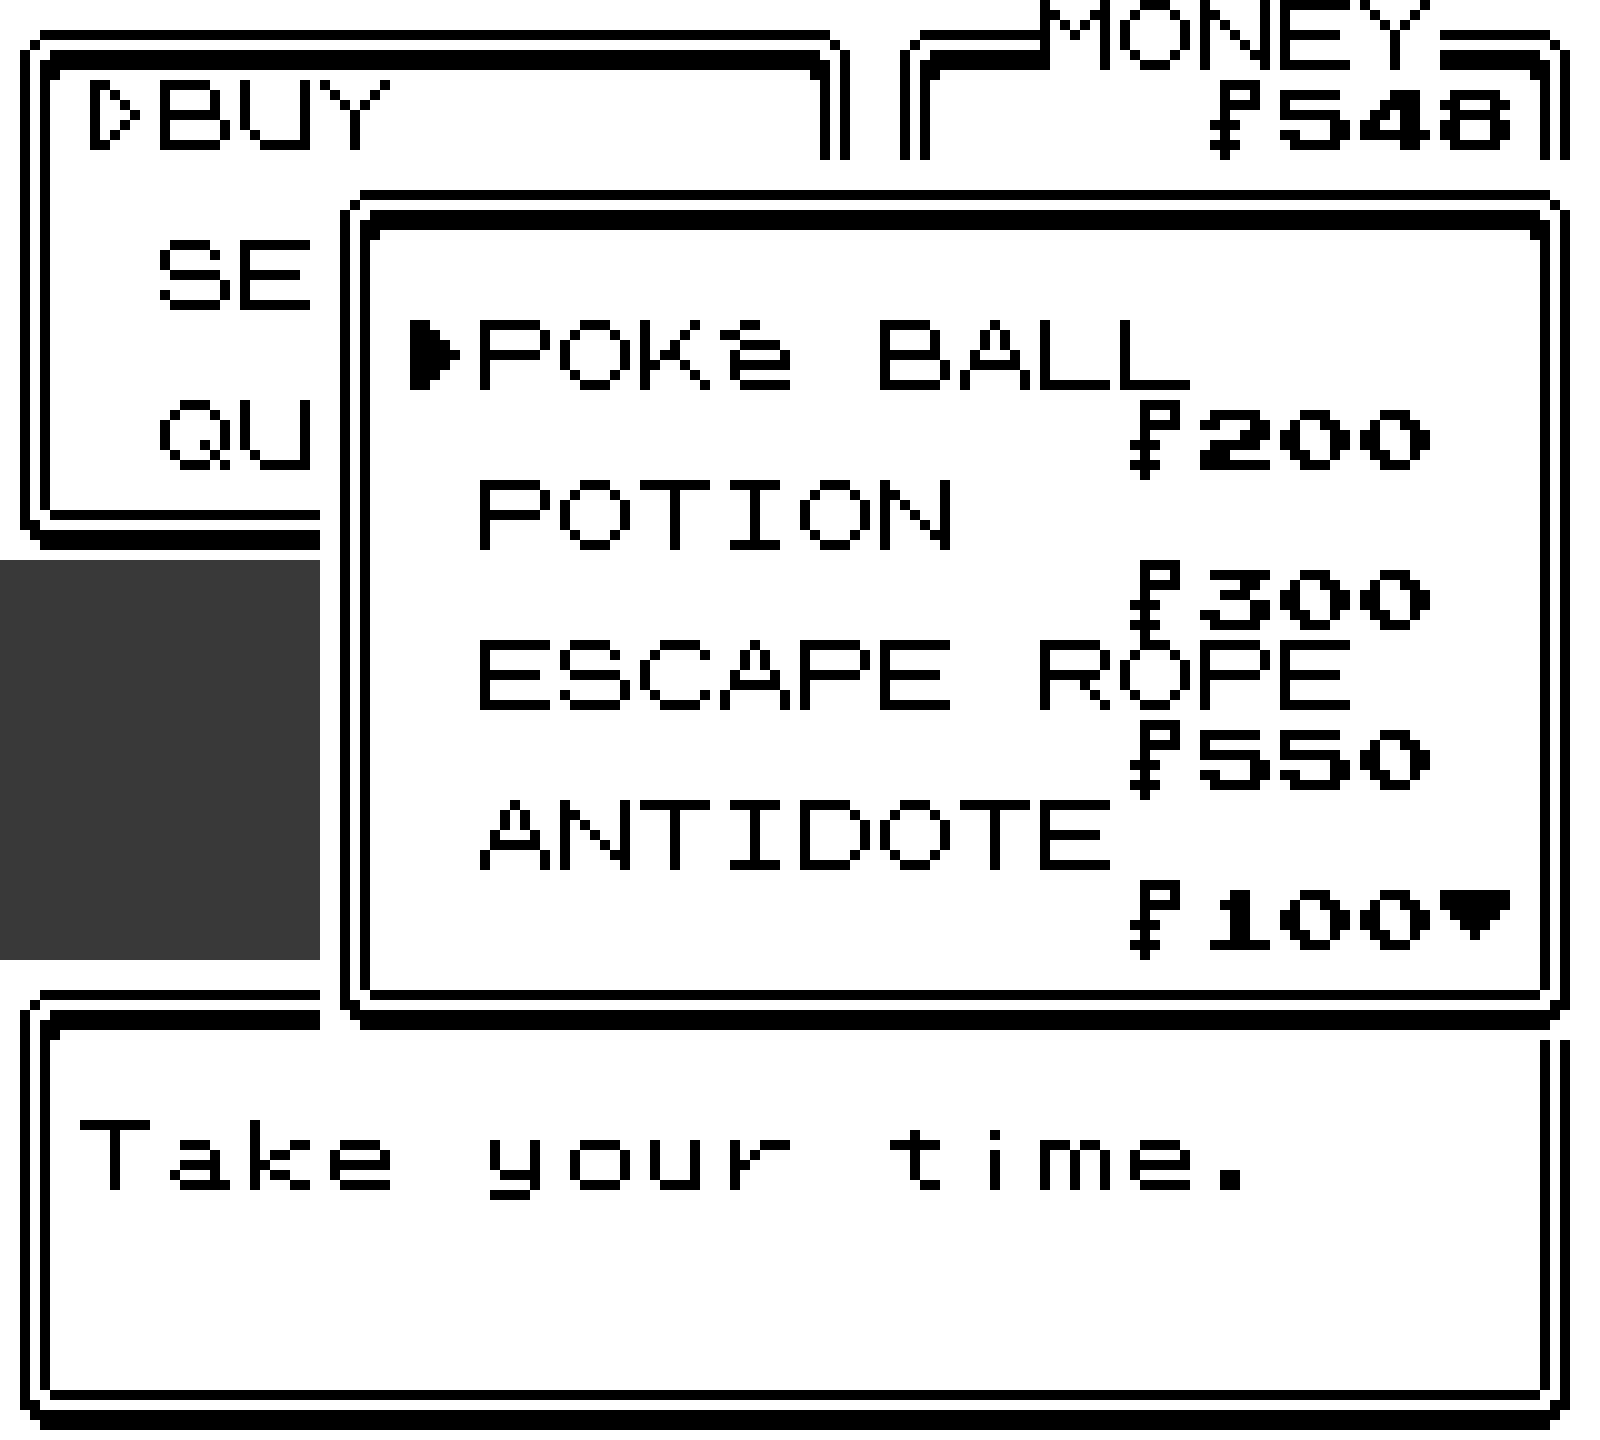 MONEY
▷BUY
₽548
SE
▶POKé BALL
₽200
QU
POTION
₽300
ESCAPE ROPE
₽550
ANTIDOTE
₽100▼
Take your time.